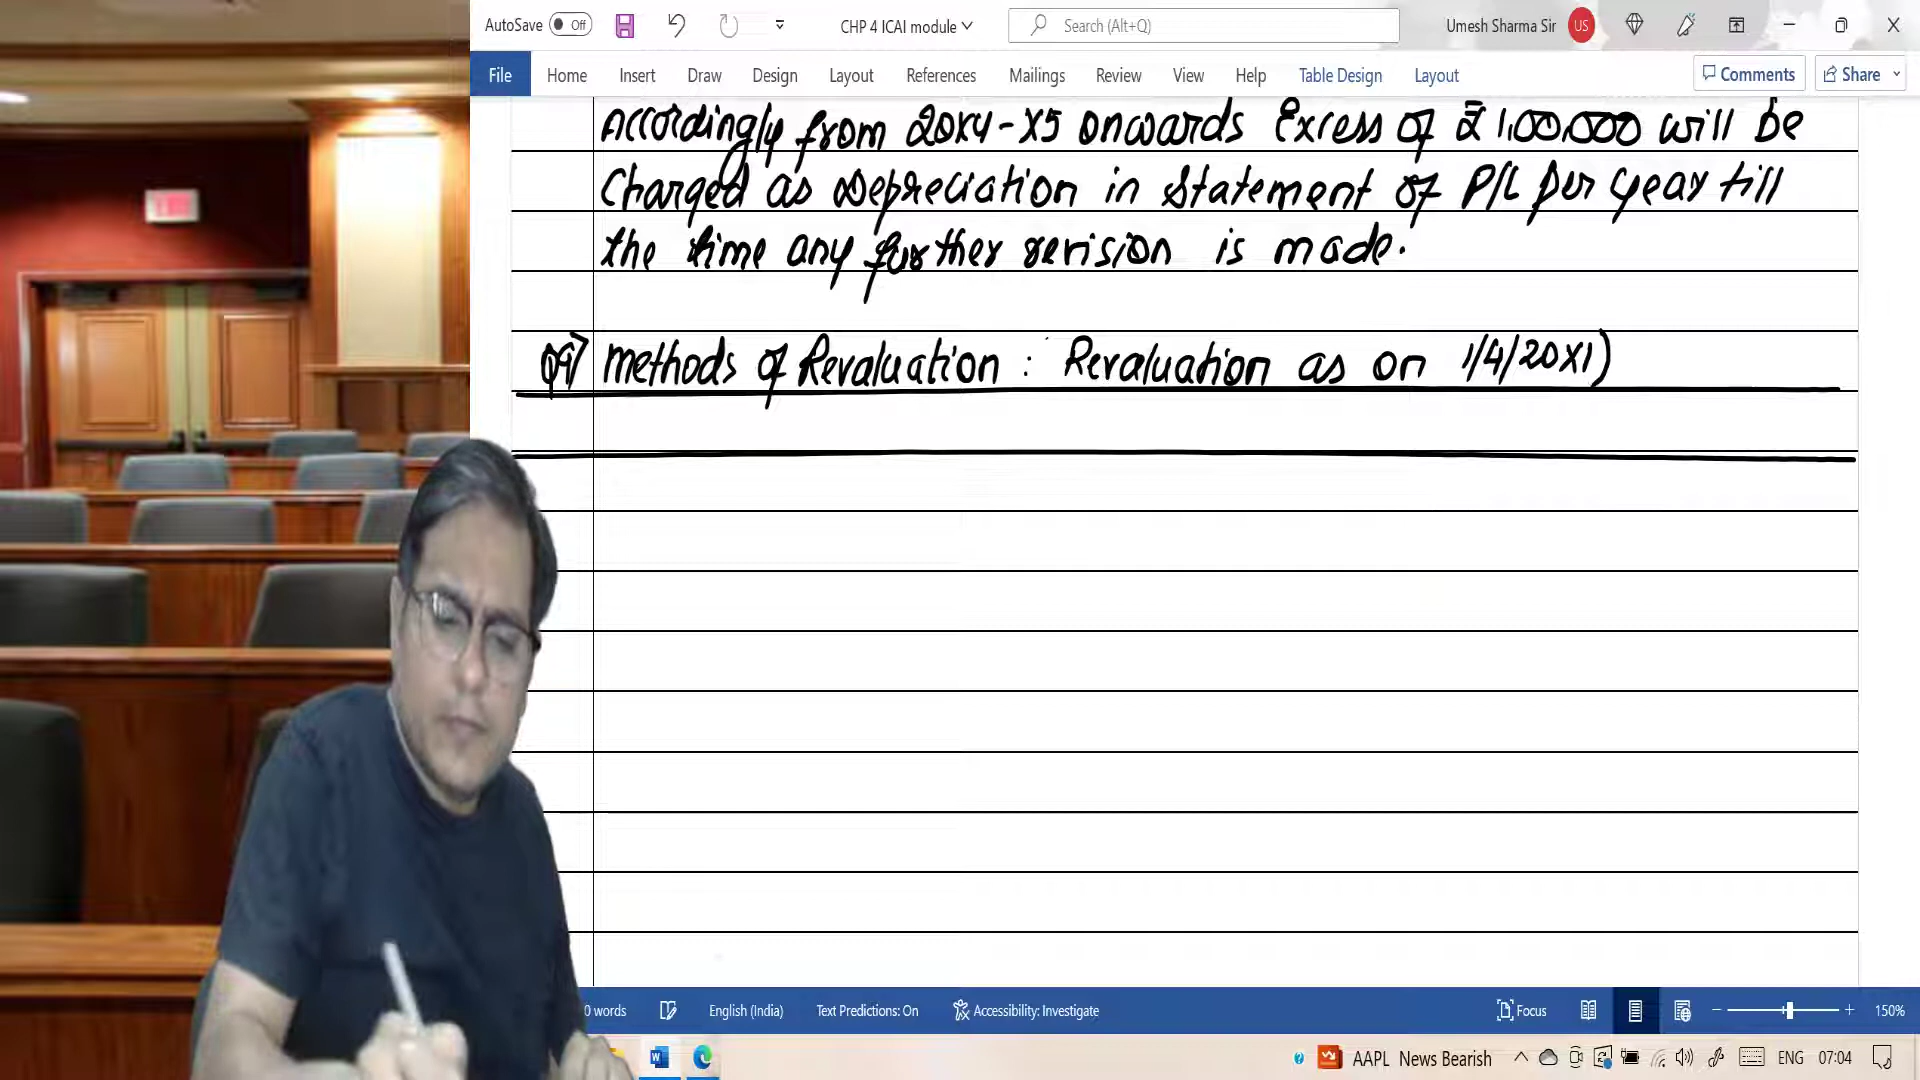 AutoSave Off CHP 4 ICAI module Search (Alt+Q) Umesh Sharma Sir US
File Home Insert Draw Design Layout References Mailings Review View Help Table Design Layout Comments Share
Accordingly from 20X4-X5 onwards Excess of ₹ 1,00,000 will be
Charged as Depreciation in Statement of P/L per year till
the time any further revision is made.
Q9) Methods of Revaluation : Revaluation as on 1/4/20X1)
0 words English (India) Text Predictions: On Accessibility: Investigate Focus 150%
AAPL News Bearish ENG 07:04